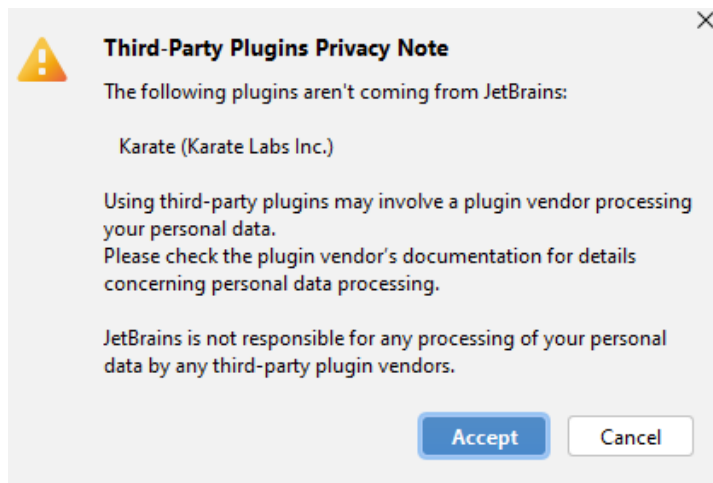 Third-Party Plugins Privacy Note
The following plugins aren't coming from JetBrains:
Karate (Karate Labs Inc.)
Using third-party plugins may involve a plugin vendor processing
your personal data.
Please check the plugin vendor's documentation for details
concerning personal data processing.
JetBrains is not responsible for any processing of your personal
data by any third-party plugin vendors.
Accept Cancel